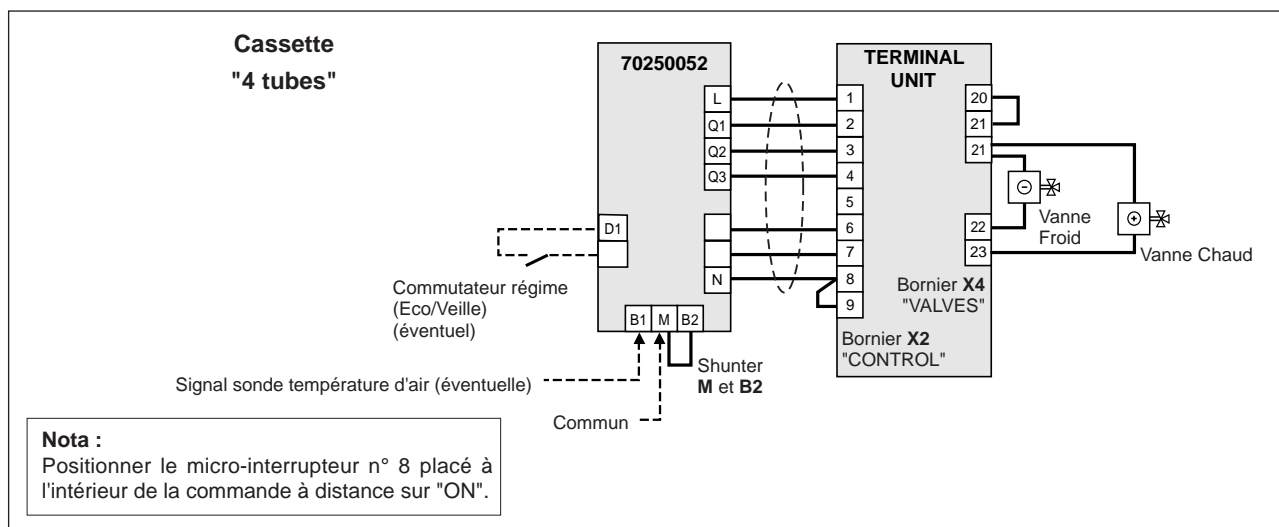 Cassette
"4 tubes"
70250052
L
Q1
Q2
Q3
N
D1
B1 M B2
TERMINAL
UNIT
1
2
3
4
5
6
7
8
9
20
21
21
22
23
Vanne
Froid
Vanne Chaud
Bornier X4
"VALVES"
Bornier X2
"CONTROL"
Commutateur régime
(Eco/Veille)
(éventuel)
Shunter
M et B2
Signal sonde température d'air (éventuelle)
Commun
Nota :
Positionner le micro-interrupteur n° 8 placé à
l'intérieur de la commande à distance sur "ON".